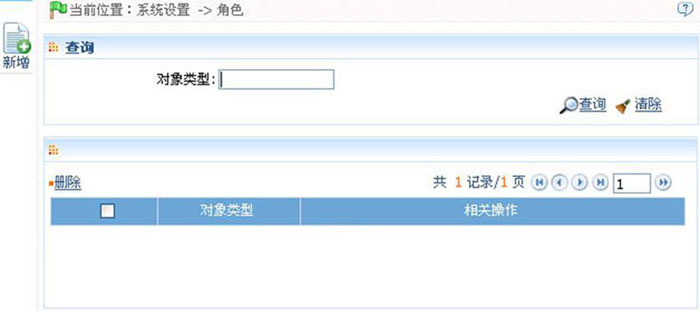 当前位置：系统设置 -> 角色
新增
查询
对象类型:
查询 清除
删除 共 1 记录/1 页 1
对象类型 相关操作